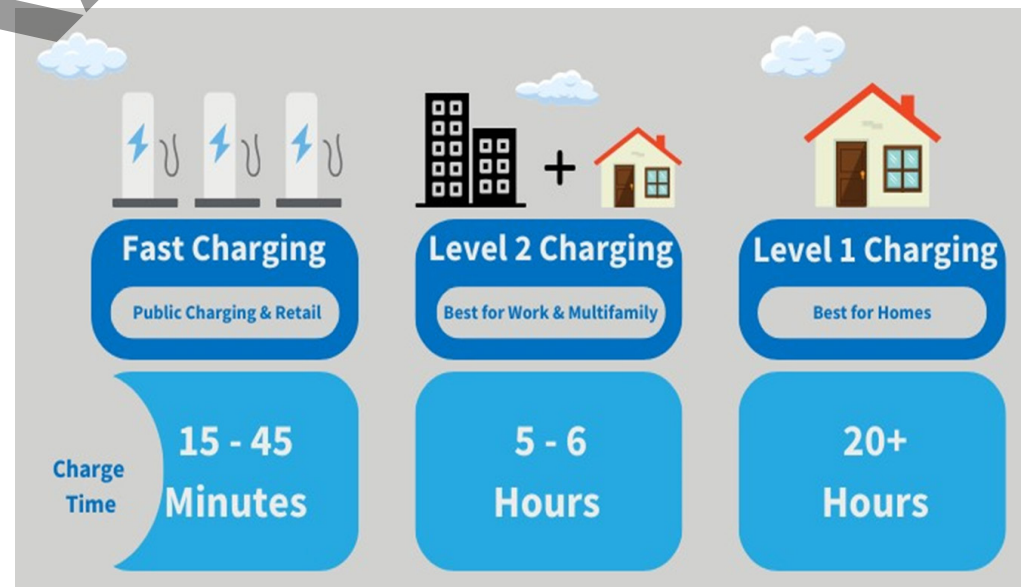 Fast Charging
Public Charging & Retail
Level 2 Charging
Best for Work & Multifamily
Level 1 Charging
Best for Homes
Charge
Time
15 - 45
Minutes
5 - 6
Hours
20+
Hours